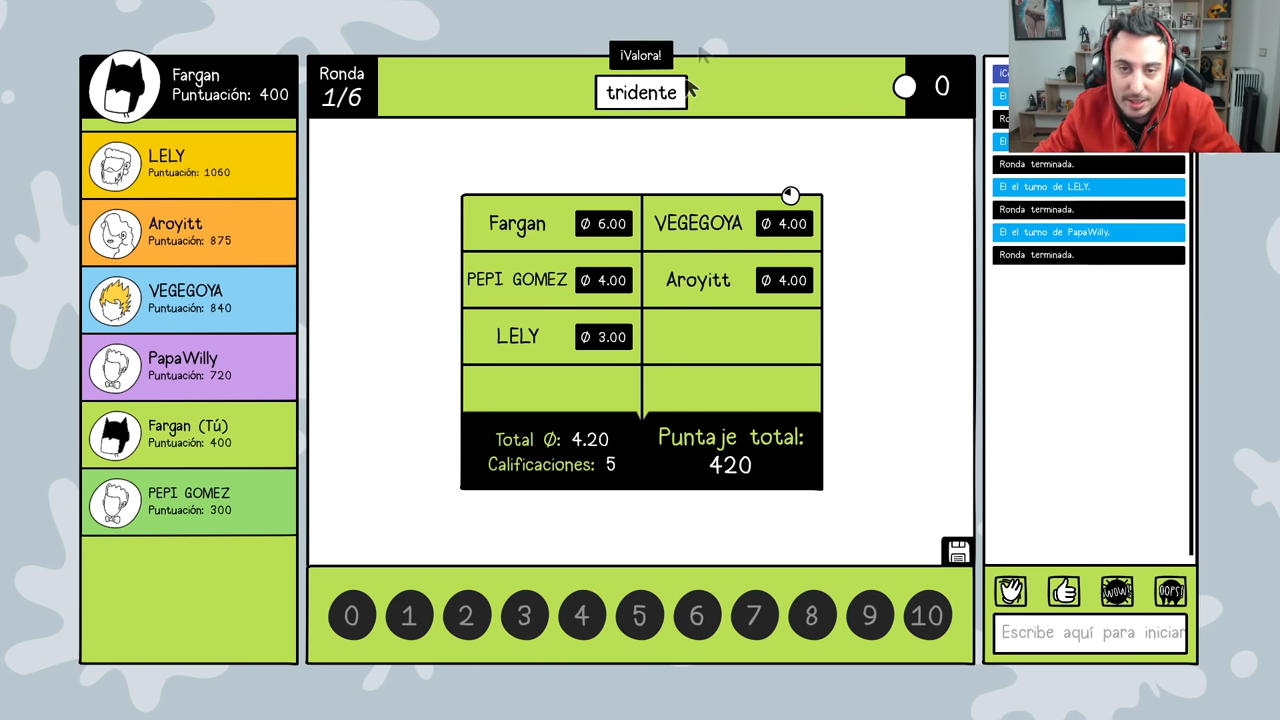 Fargan
Puntuación: 400
LELY
Puntuación: 1060
Aroyitt
Puntuación: 875
VEGEGOYA
Puntuación: 840
PapaWilly
Puntuación: 720
Fargan (Tú)
Puntuación: 400
PEPI GOMEZ
Puntuación: 300
Ronda
1/6
¡Valora!
tridente
0
Fargan Ø 6.00 VEGEGOYA Ø 4.00
PEPI GOMEZ Ø 4.00 Aroyitt Ø 4.00
LELY Ø 3.00
Total Ø: 4.20
Calificaciones: 5
Puntaje total:
420
0 1 2 3 4 5 6 7 8 9 10
El
El
Ronda terminada.
El el turno de LELY.
Ronda terminada.
El el turno de PapaWilly.
Ronda terminada.
WOW!
OOPS!
Escribe aquí para iniciar